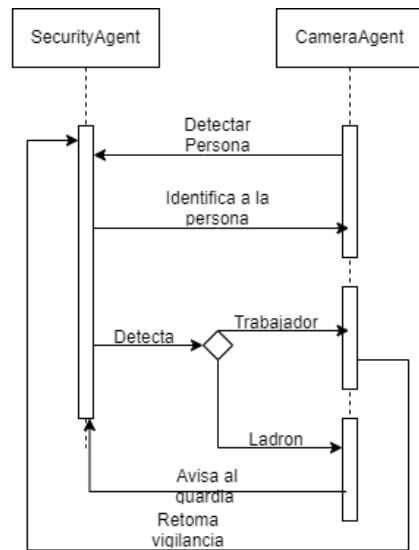 SecurityAgent
CameraAgent
Detectar
Persona
Identifica a la
persona
Trabajador
Detecta
Ladron
Avisa al
guardia
Retoma
vigilancia